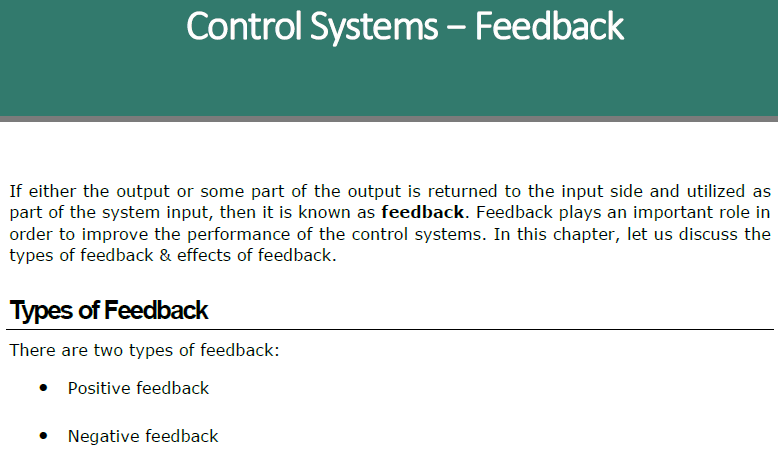 Control Systems – Feedback
If either the output or some part of the output is returned to the input side and utilized as
part of the system input, then it is known as feedback. Feedback plays an important role in
order to improve the performance of the control systems. In this chapter, let us discuss the
types of feedback & effects of feedback.
Types of Feedback
There are two types of feedback:
• Positive feedback
• Negative feedback